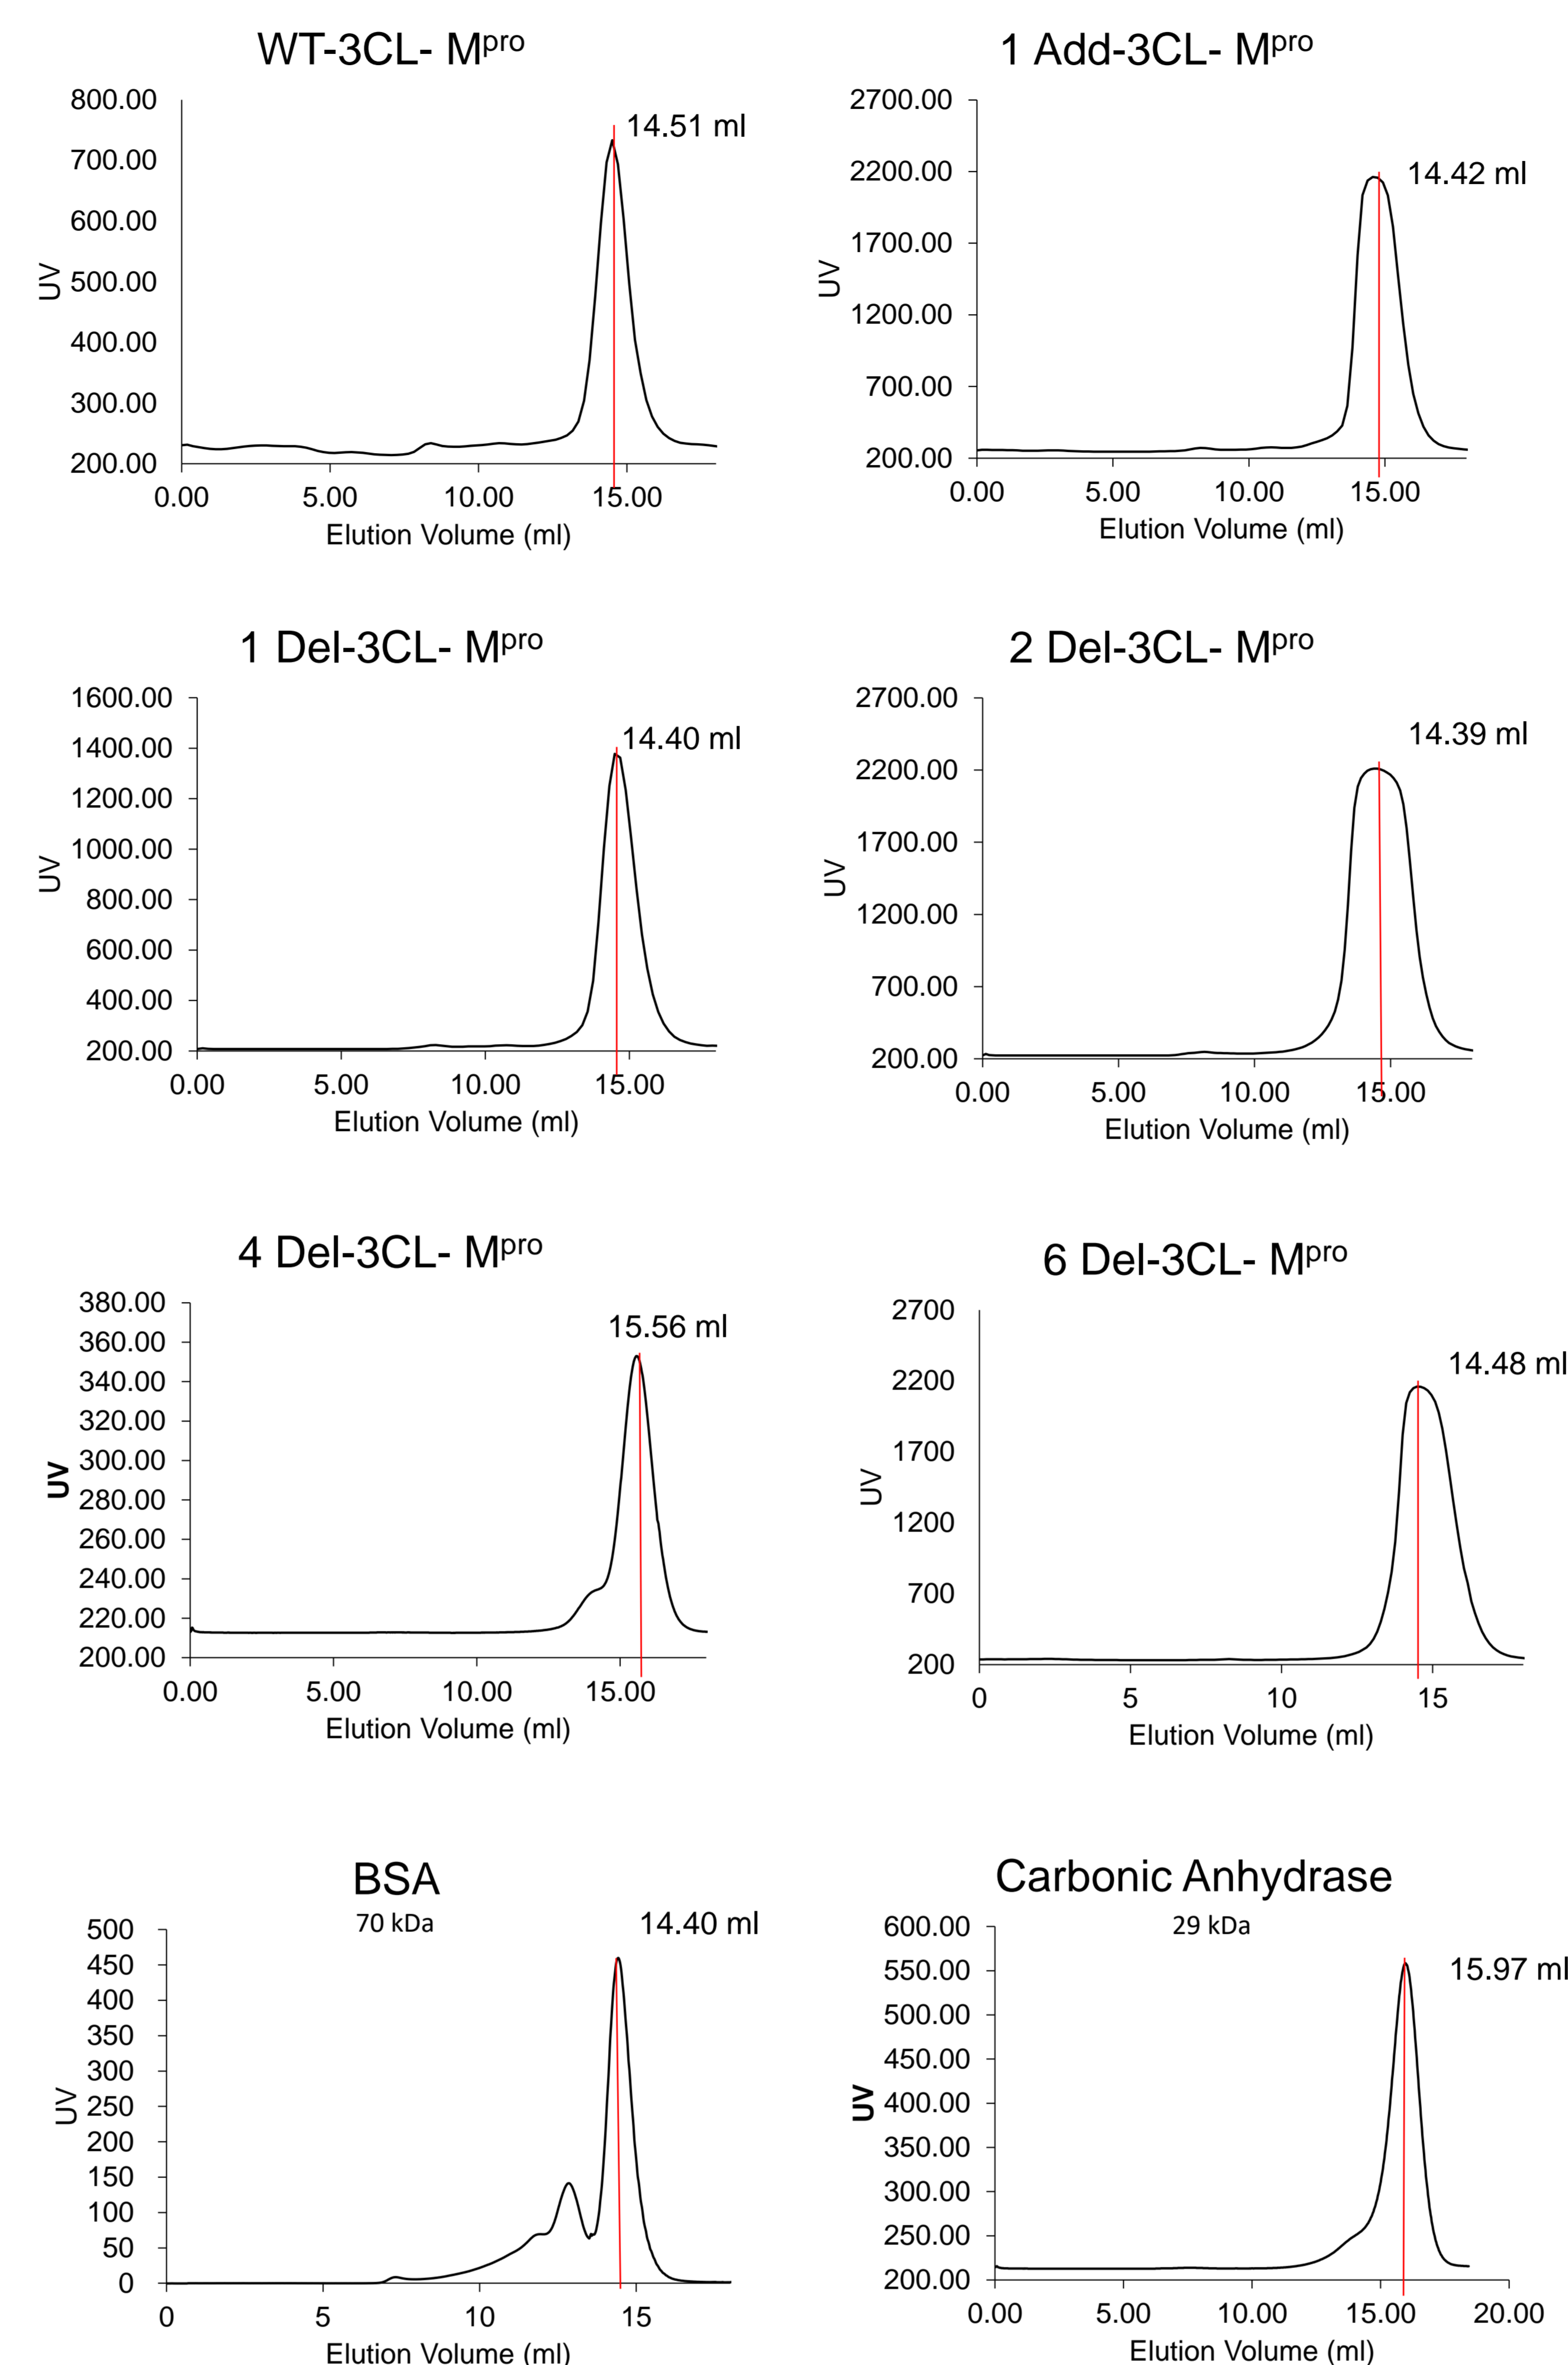 WT-3CL- Mpro
14.51 ml
800.00
700.00
600.00
500.00
400.00
300.00
200.00
UV
0.00 5.00 10.00 15.00
Elution Volume (ml)
1 Add-3CL- Mpro
14.42 ml
2700.00
2200.00
1700.00
1200.00
700.00
200.00
UV
0.00 5.00 10.00 15.00
Elution Volume (ml)
1 Del-3CL- Mpro
14.40 ml
1600.00
1400.00
1200.00
1000.00
800.00
600.00
400.00
200.00
UV
0.00 5.00 10.00 15.00
Elution Volume (ml)
2 Del-3CL- Mpro
14.39 ml
2700.00
2200.00
1700.00
1200.00
700.00
200.00
UV
0.00 5.00 10.00 15.00
Elution Volume (ml)
4 Del-3CL- Mpro
15.56 ml
380.00
360.00
340.00
320.00
300.00
280.00
260.00
240.00
220.00
200.00
UV
0.00 5.00 10.00 15.00
Elution Volume (ml)
6 Del-3CL- Mpro
14.48 ml
2700
2200
1700
1200
700
200
UV
0 5 10 15
Elution Volume (ml)
BSA
70 kDa
14.40 ml
500
450
400
350
300
250
200
150
100
50
0
UV
0 5 10 15
Elution Volume (ml)
Carbonic Anhydrase
29 kDa
15.97 ml
600.00
550.00
500.00
450.00
400.00
350.00
300.00
250.00
200.00
UV
0.00 5.00 10.00 15.00 20.00
Elution Volume (ml)